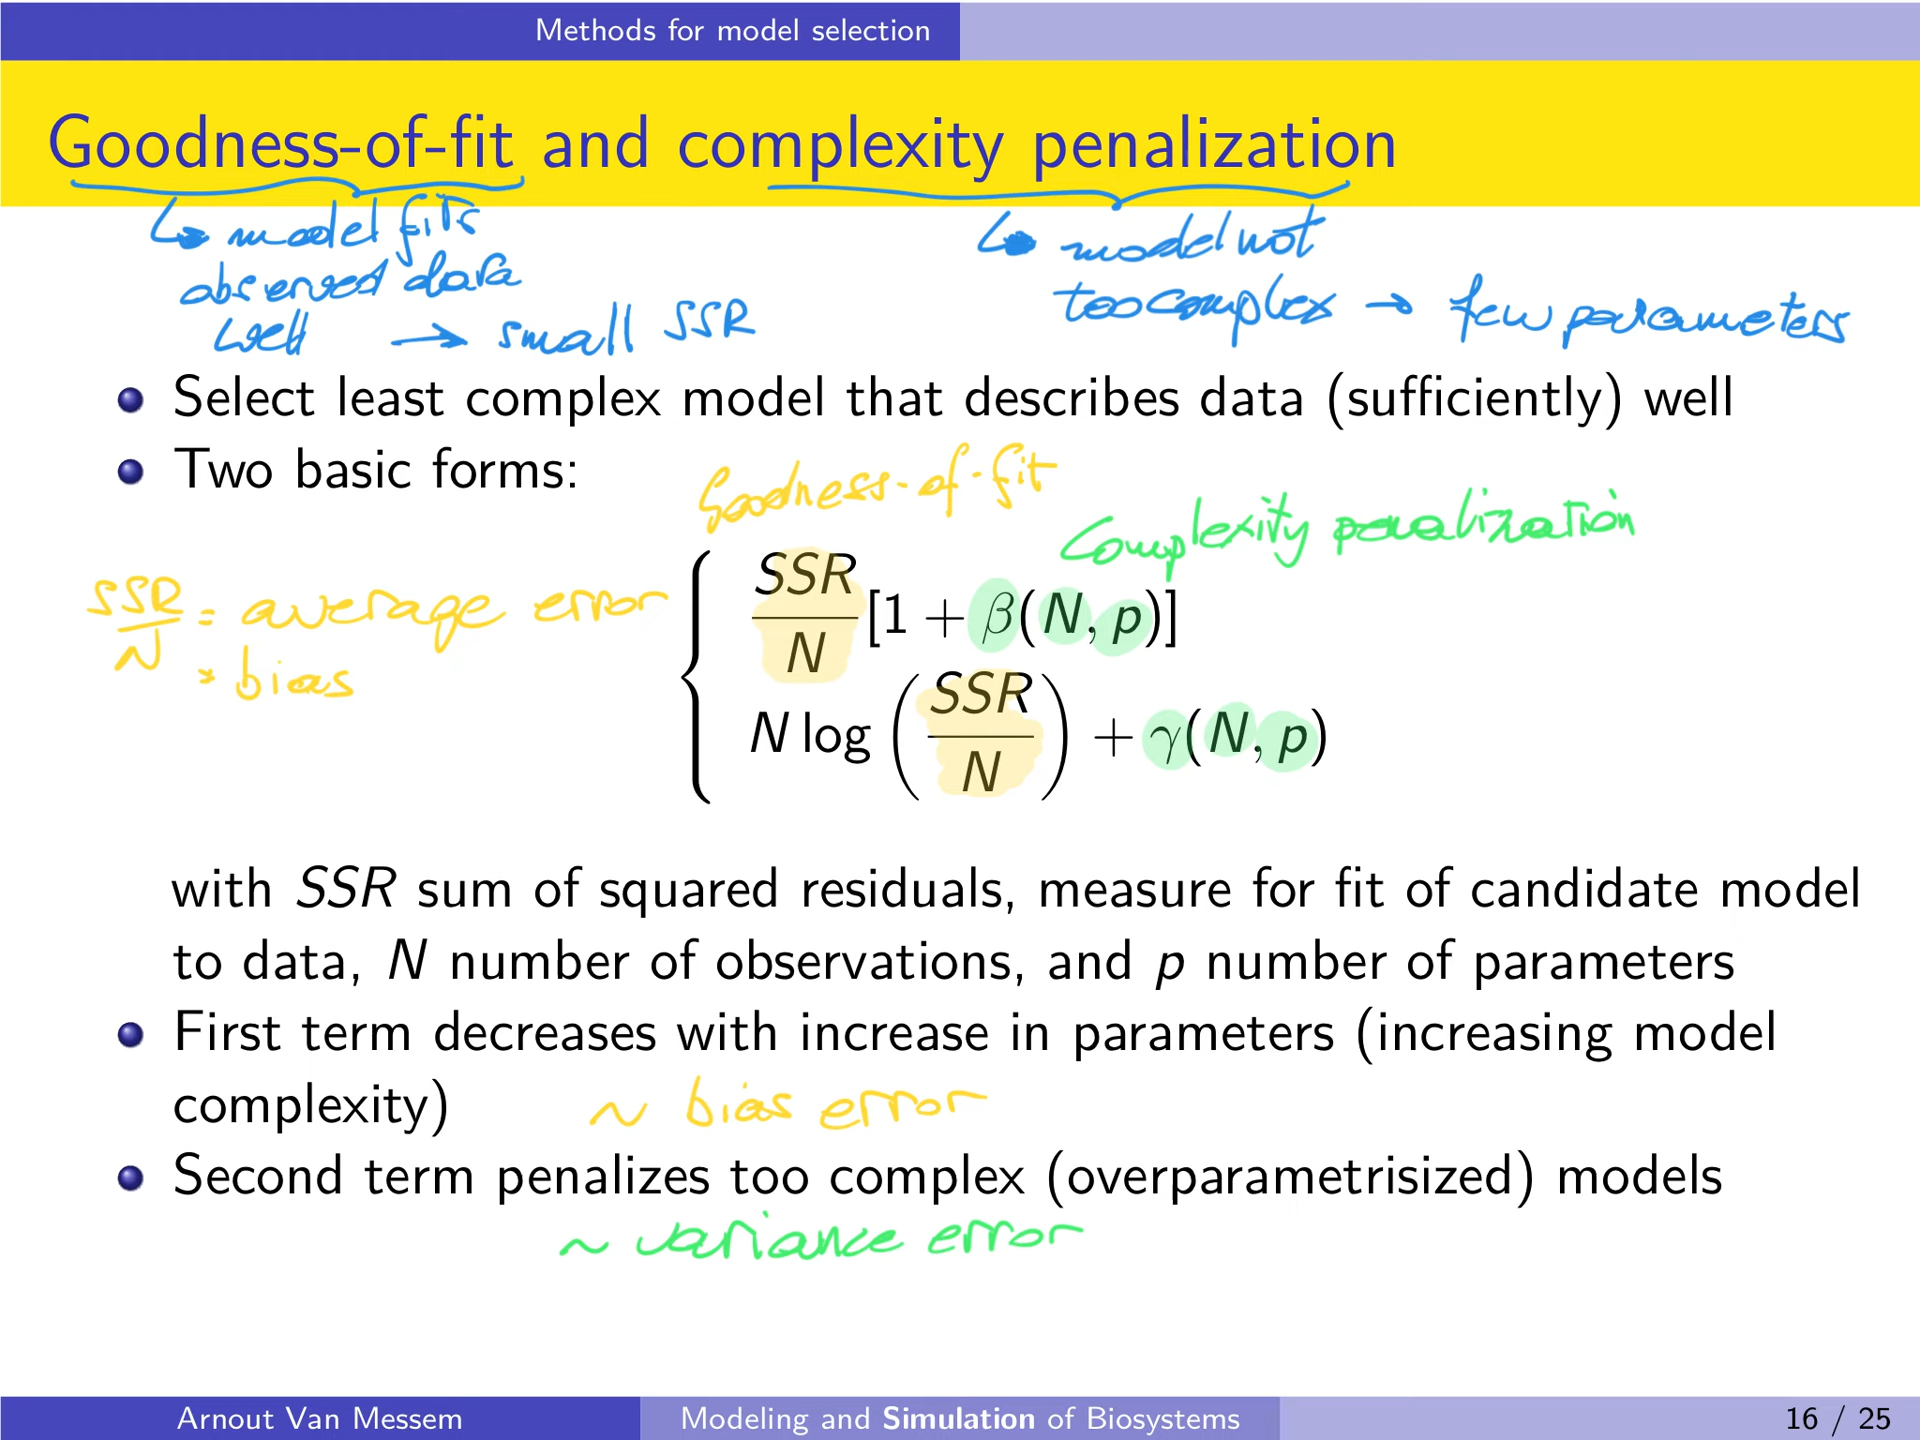 Methods for model selection
Goodness-of-fit and complexity penalization
↳ model fits
observed data
well → small SSR
↳ model not
too complex → few parameters
• Select least complex model that describes data (sufficiently) well
• Two basic forms:
Goodness-of-fit
Complexity penalization
SSR/N = average error
= bias
SSR/N [1 + β(N, p)]
N log (SSR/N) + γ(N, p)
with SSR sum of squared residuals, measure for fit of candidate model
to data, N number of observations, and p number of parameters
• First term decreases with increase in parameters (increasing model
complexity) ~ bias error
• Second term penalizes too complex (overparametrisized) models
~ variance error
Arnout Van Messem Modeling and Simulation of Biosystems 16 / 25